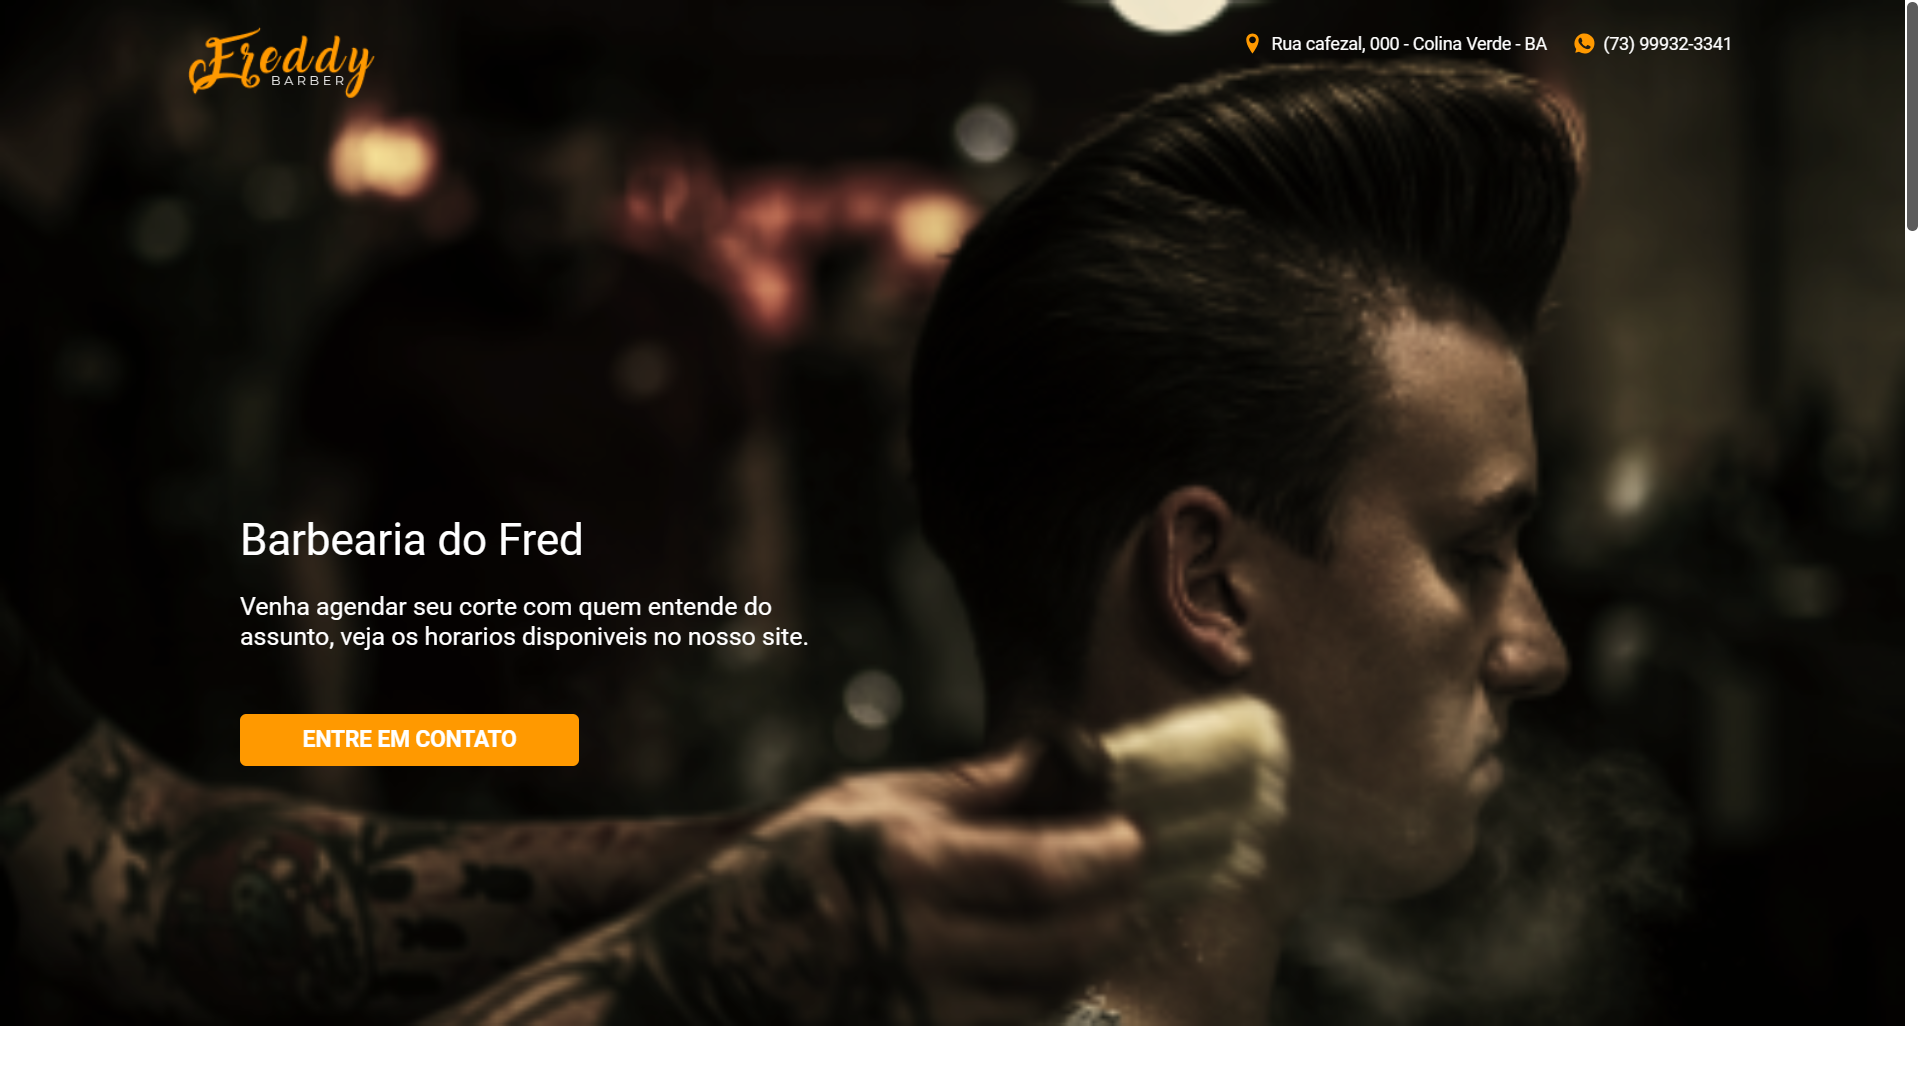 Freddy
BARBER
Rua cafezal, 000 - Colina Verde - BA
(73) 99932-3341
Barbearia do Fred
Venha agendar seu corte com quem entende do
assunto, veja os horarios disponiveis no nosso site.
ENTRE EM CONTATO